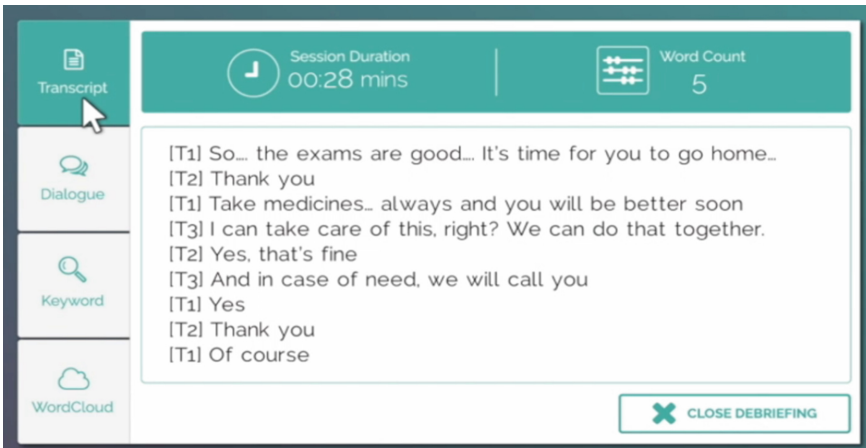 Transcript
Session Duration
00:28 mins
Word Count
5
Dialogue
Keyword
WordCloud
[T1] So.... the exams are good.... It's time for you to go home...
[T2] Thank you
[T1] Take medicines... always and you will be better soon
[T3] I can take care of this, right? We can do that together.
[T2] Yes, that's fine
[T3] And in case of need, we will call you
[T1] Yes
[T2] Thank you
[T1] Of course
CLOSE DEBRIEFING